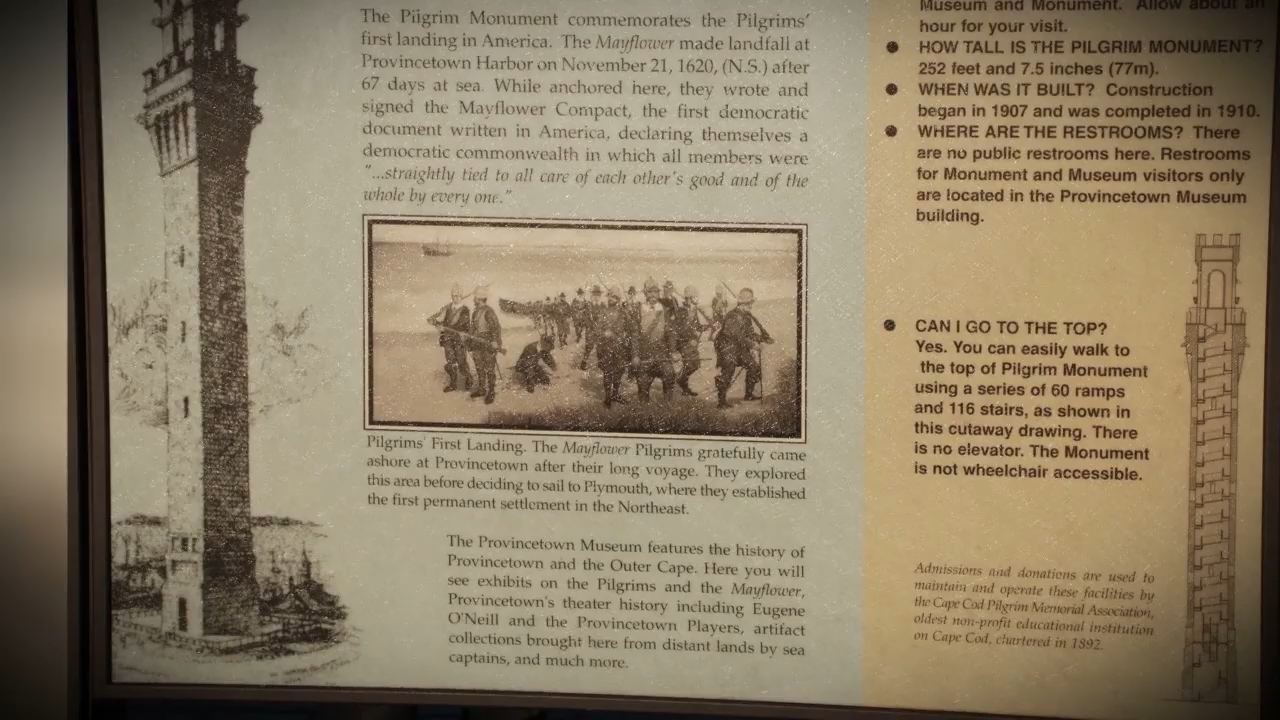 The Pilgrim Monument commemorates the Pilgrims'
first landing in America. The Mayflower made landfall at
Provincetown Harbor on November 21, 1620, (N.S.) after
67 days at sea. While anchored here, they wrote and
signed the Mayflower Compact, the first democratic
document written in America, declaring themselves a
democratic commonwealth in which all members were
"...straightly tied to all care of each other's good and of the
whole by every one."
Pilgrims' First Landing. The Mayflower Pilgrims gratefully came
ashore at Provincetown after their long voyage. They explored
this area before deciding to sail to Plymouth, where they established
the first permanent settlement in the Northeast.
The Provincetown Museum features the history of
Provincetown and the Outer Cape. Here you will
see exhibits on the Pilgrims and the Mayflower,
Provincetown's theater history including Eugene
O'Neill and the Provincetown Players, artifact
collections brought here from distant lands by sea
captains, and much more.
Museum and Monument. Allow about an
hour for your visit.
● HOW TALL IS THE PILGRIM MONUMENT?
252 feet and 7.5 inches (77m).
● WHEN WAS IT BUILT? Construction
began in 1907 and was completed in 1910.
● WHERE ARE THE RESTROOMS? There
are no public restrooms here. Restrooms
for Monument and Museum visitors only
are located in the Provincetown Museum
building.
● CAN I GO TO THE TOP?
Yes. You can easily walk to
the top of Pilgrim Monument
using a series of 60 ramps
and 116 stairs, as shown in
this cutaway drawing. There
is no elevator. The Monument
is not wheelchair accessible.
Admissions and donations are used to
maintain and operate these facilities by
the Cape Cod Pilgrim Memorial Association,
oldest non-profit educational institution
on Cape Cod, chartered in 1892.